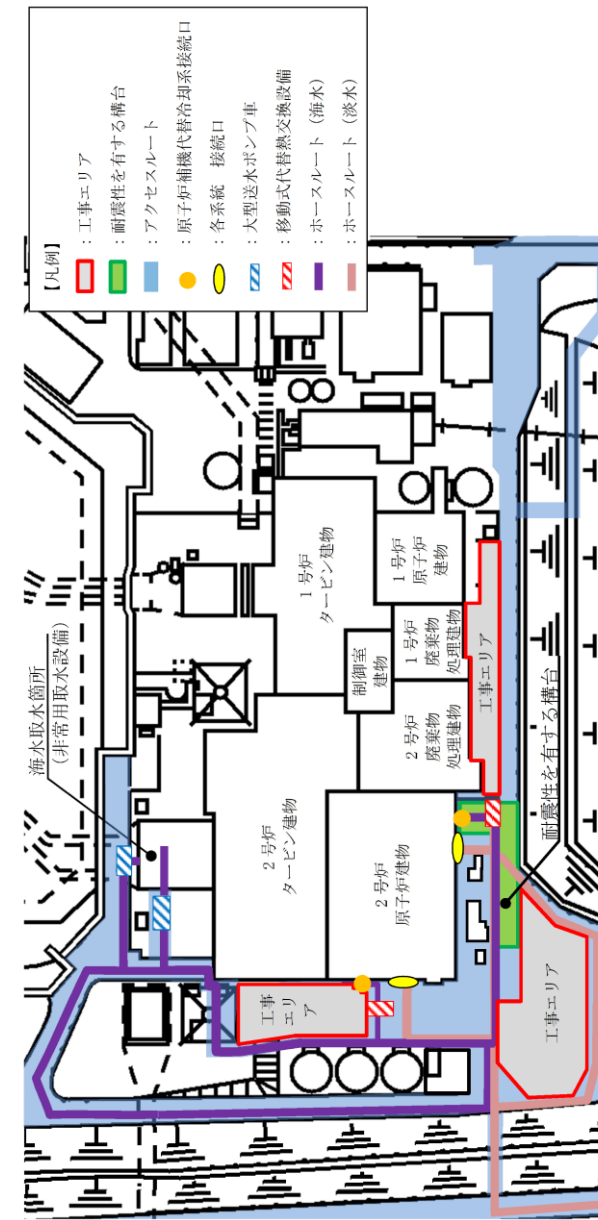 【凡例】
：工事エリア
：耐震性を有する構台
：アクセスルート
：原子炉補機代替冷却系接続口
：各系統　接続口
：大型送水ポンプ車
：移動式代替熱交換設備
：ホースルート（海水）
：ホースルート（淡水）
海水取水箇所
（非常用取水設備）
1号炉
タービン建物
2号炉
タービン建物
制御室
建物
1号炉
原子炉
建物
1号炉
廃棄物
処理建物
2号炉
廃棄物
処理建物
2号炉
原子炉建物
工事エリア
工事
エリ
ア
工事エリア
耐震性を有する構台